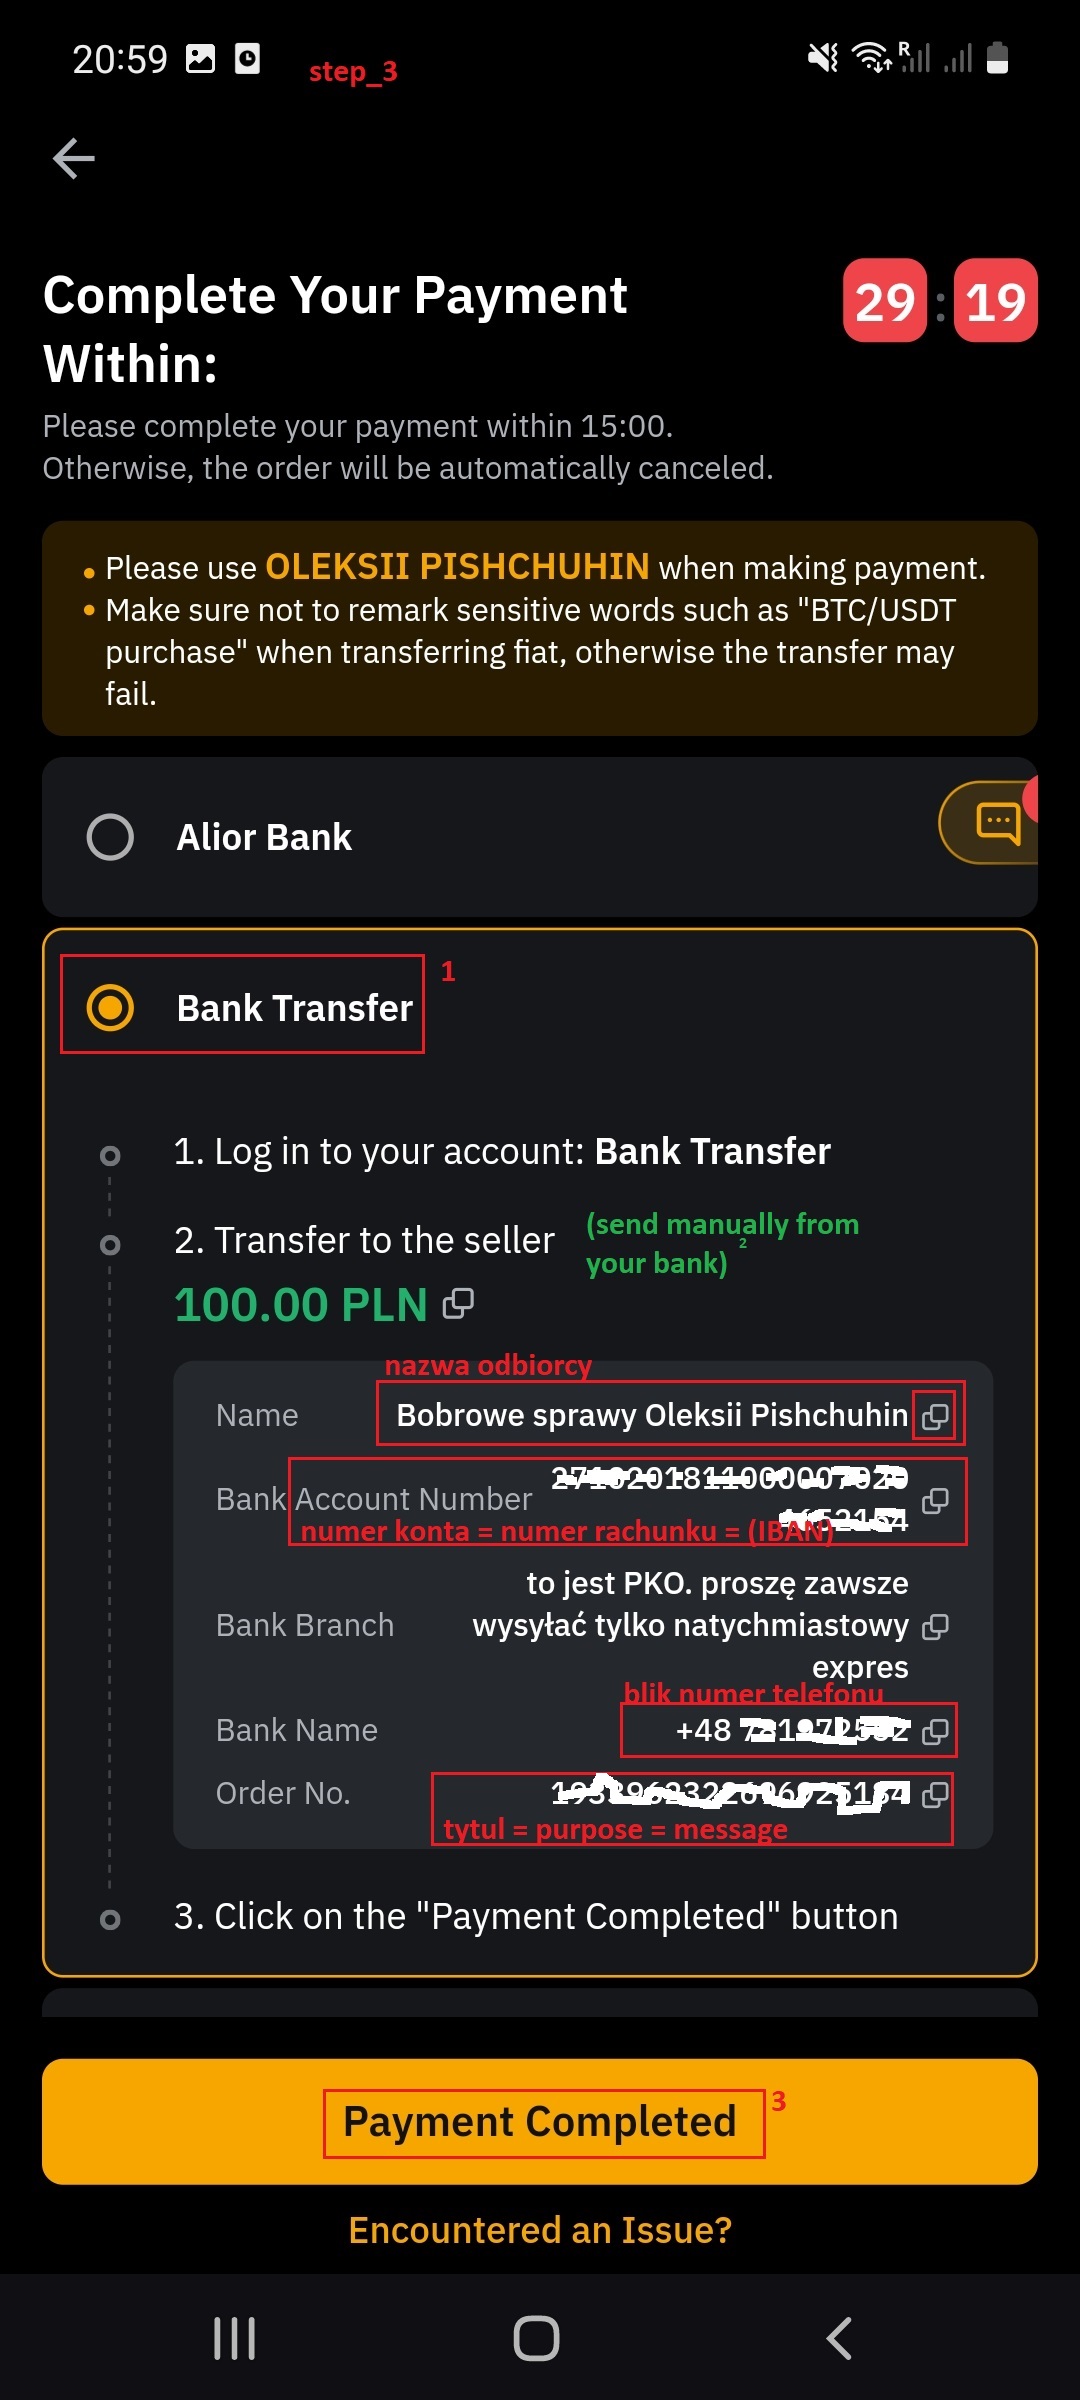 20:59
step_3
Complete Your Payment
Within:
29 : 19
Please complete your payment within 15:00.
Otherwise, the order will be automatically canceled.
• Please use OLEKSII PISHCHUHIN when making payment.
• Make sure not to remark sensitive words such as "BTC/USDT
purchase" when transferring fiat, otherwise the transfer may
fail.
Alior Bank
Bank Transfer
1
1. Log in to your account: Bank Transfer
2. Transfer to the seller
(send manually from
your bank) 2
100.00 PLN
nazwa odbiorcy
Name
Bobrowe sprawy Oleksii Pishchuhin
Bank Account Number
numer konta = numer rachunku = (IBAN)
Bank Branch
to jest PKO. proszę zawsze
wysyłać tylko natychmiastowy
expres
blik numer telefonu
Bank Name
+48
Order No.
tytul = purpose = message
3. Click on the "Payment Completed" button
Payment Completed
3
Encountered an Issue?